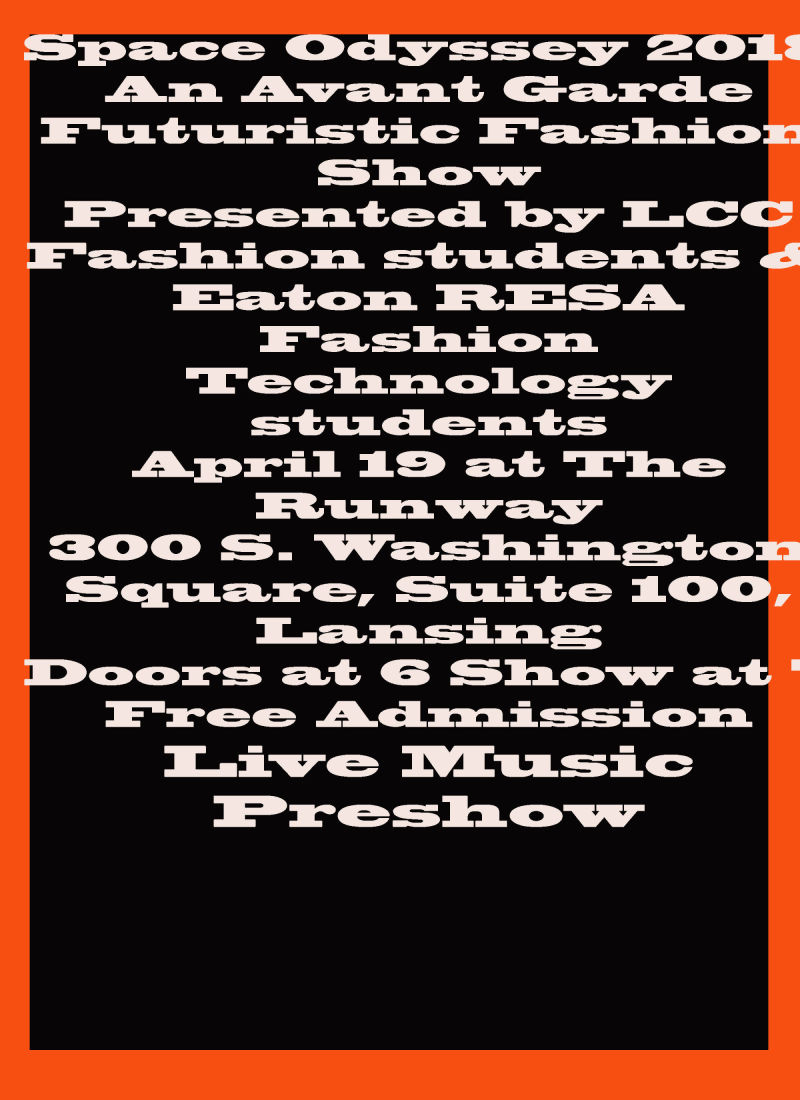 Space Odyssey 2018
An Avant Garde
Futuristic Fashion
Show
Presented by LCC
Fashion students &
Eaton RESA
Fashion
Technology
students
April 19 at The
Runway
300 S. Washington
Square, Suite 100,
Lansing
Doors at 6 Show at
Free Admission
Live Music
Preshow